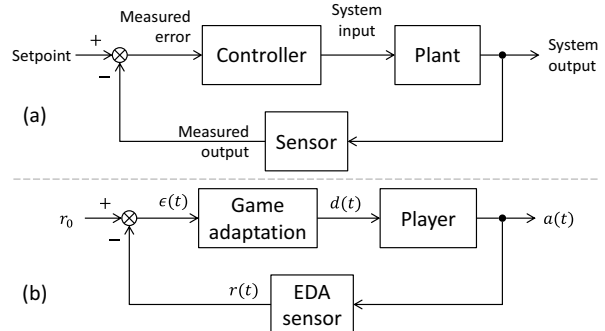 Measured
error
System
input
Setpoint
+
−
Controller
Plant
System
output
(a)
Measured
output
Sensor
r₀
+
−
ϵ(t)
Game
adaptation
d(t)
Player
a(t)
(b)
r(t)
EDA
sensor